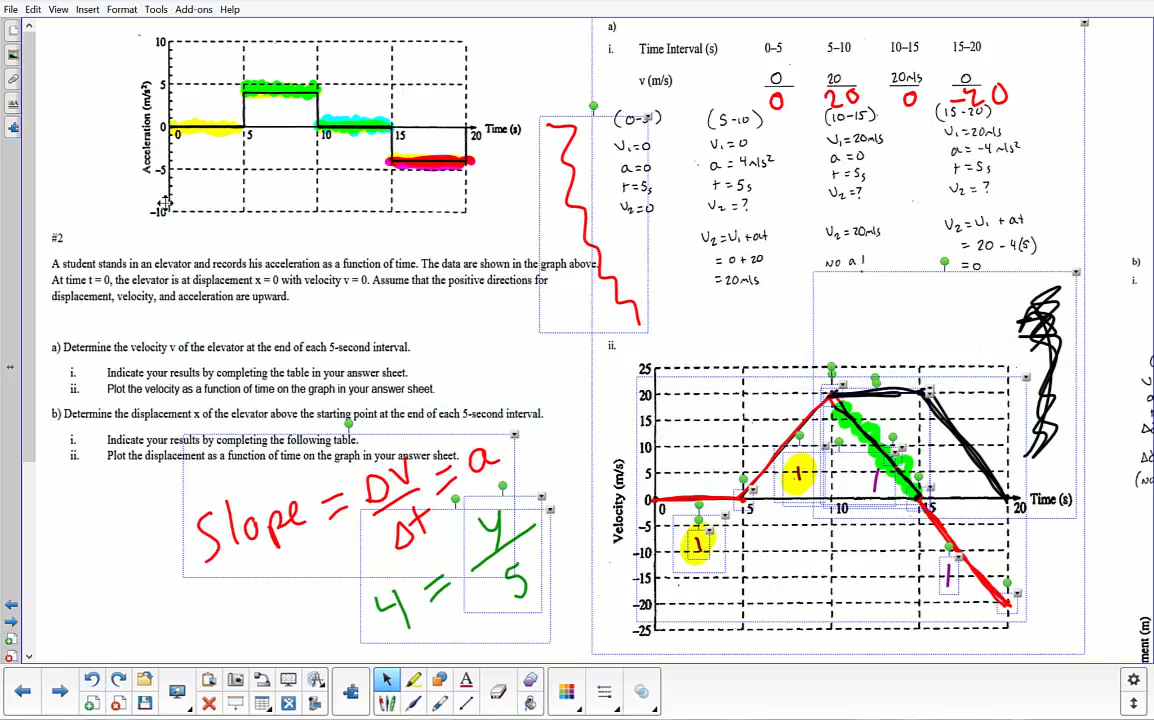 File Edit View Insert Format Tools Add-ons Help
10
5
0 5 10 15 20
-5
-10
Acceleration (m/s²)
Time (s)
#2
A student stands in an elevator and records his acceleration as a function of time. The data are shown in the graph above.
At time t = 0, the elevator is at displacement x = 0 with velocity v = 0. Assume that the positive directions for
displacement, velocity, and acceleration are upward.
a) Determine the velocity v of the elevator at the end of each 5-second interval.
i. Indicate your results by completing the table in your answer sheet.
ii. Plot the velocity as a function of time on the graph in your answer sheet.
b) Determine the displacement x of the elevator above the starting point at the end of each 5-second interval.
i. Indicate your results by completing the following table.
ii. Plot the displacement as a function of time on the graph in your answer sheet.
Slope = DV/Δt = a
4 = y/5
a)
i. Time Interval (s) 0–5 5–10 10–15 15–20
v (m/s) 0 20 20m/s 0
0 20 0 -20
(0-5) (5-10) (10-15) (15-20)
V₁=0 V₁=0 V₁=20m/s V₁=20m/s
a=0 a=4m/s² a=0 a=-4m/s²
t=5s t=5s t=5s t=5s
V₂=0 V₂=? V₂=? V₂=?
V₂=V₁+at V₂=20m/s V₂=V₁+at
=0+20 no a! =20-4(5)
=20m/s =0
ii.
25
20
15
10
5
0 5 10 15 20
-5
-10
-15
-20
-25
Velocity (m/s)
Time (s)
1
1
1
1
b)
i.
ment (m)